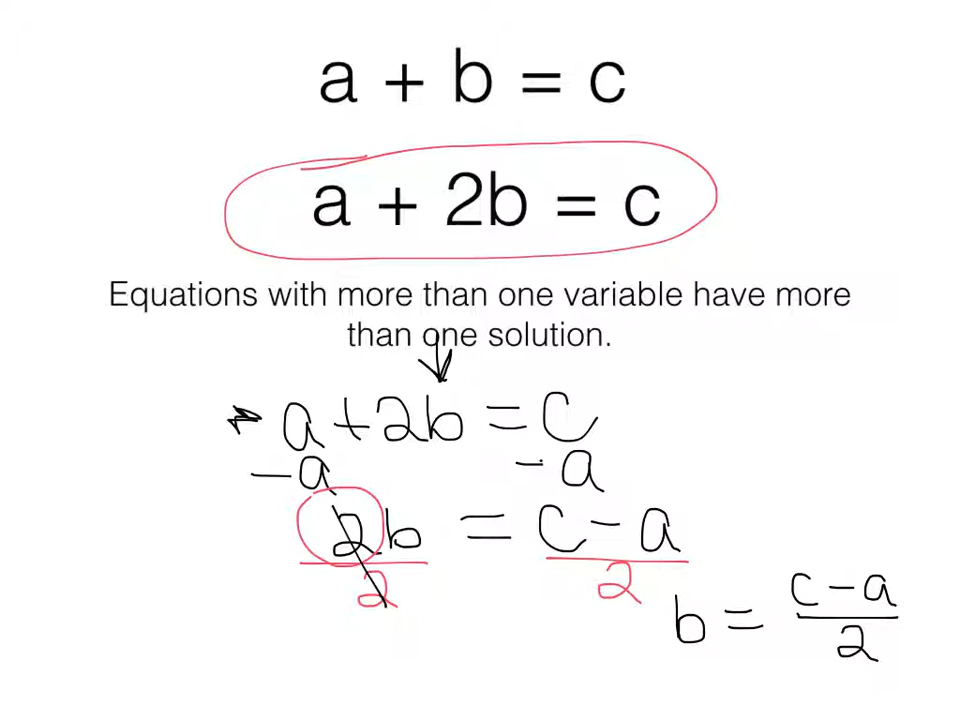 a + b = c
a + 2b = c
Equations with more than one variable have more
than one solution.
a + 2b = c
- a - a
2b = c - a
2 2
b = c - a
2